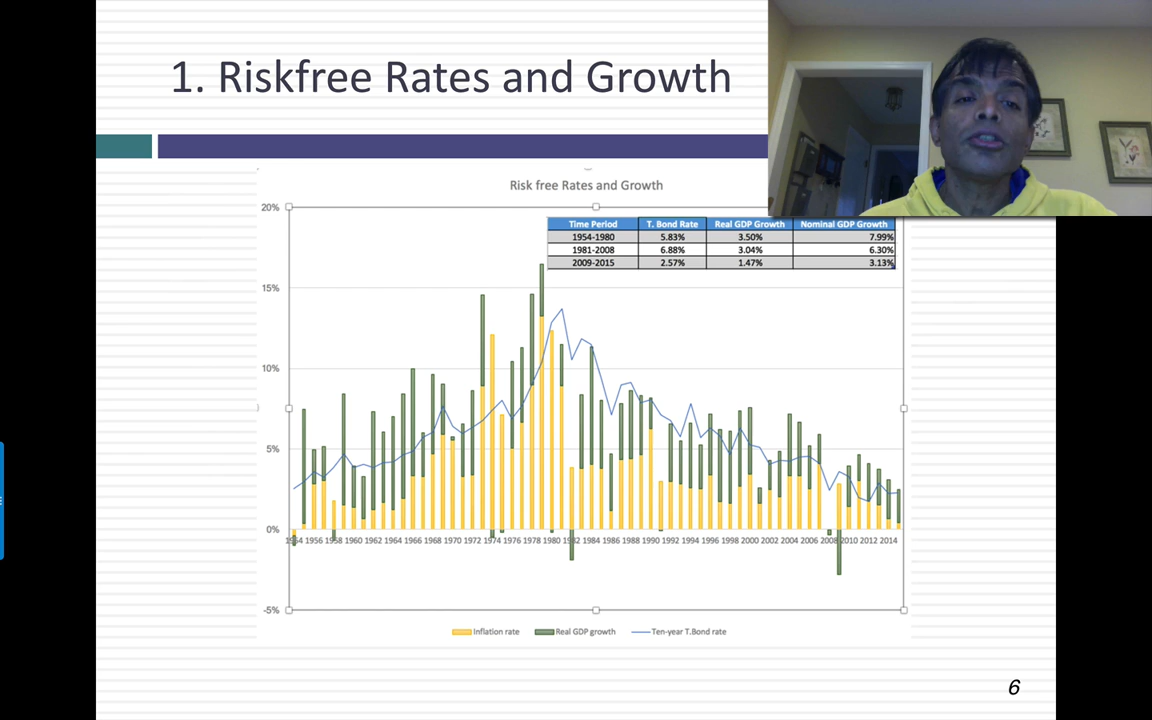 1. Riskfree Rates and Growth
Risk free Rates and Growth
20%
Time Period T. Bond Rate Real GDP Growth Nominal GDP Growth
1954-1980 5.83% 3.50% 7.99%
1981-2008 6.88% 3.04% 6.30%
2009-2015 2.57% 1.47% 3.13%
15%
10%
5%
0%
1954 1956 1958 1960 1962 1964 1966 1968 1970 1972 1974 1976 1978 1980 1982 1984 1986 1988 1990 1992 1994 1996 1998 2000 2002 2004 2006 2008 2010 2012 2014
-5%
Inflation rate Real GDP growth Ten-year T.Bond rate
6